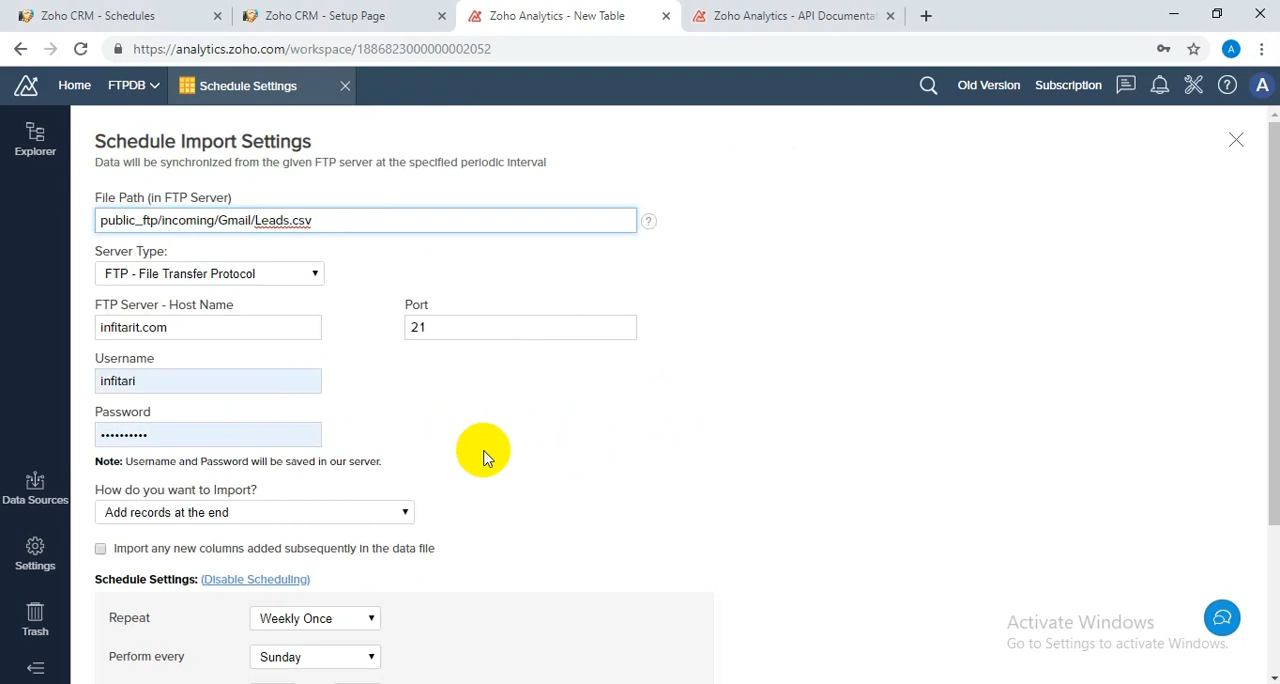 Zoho CRM - Schedules
Zoho CRM - Setup Page
Zoho Analytics - New Table
Zoho Analytics - API Documenta
https://analytics.zoho.com/workspace/1886823000000002052
A
Home
FTPDB
Schedule Settings
Old Version
Subscription
A
Explorer
Data Sources
Settings
Trash
Schedule Import Settings
Data will be synchronized from the given FTP server at the specified periodic interval
File Path (in FTP Server)
public_ftp/incoming/Gmail/Leads.csv
?
Server Type:
FTP - File Transfer Protocol
FTP Server - Host Name
Port
infitarit.com
21
Username
infitari
Password
••••••••••
Note: Username and Password will be saved in our server.
How do you want to Import?
Add records at the end
Import any new columns added subsequently in the data file
Schedule Settings: (Disable Scheduling)
Repeat
Weekly Once
Perform every
Sunday
Activate Windows
Go to Settings to activate Windows.